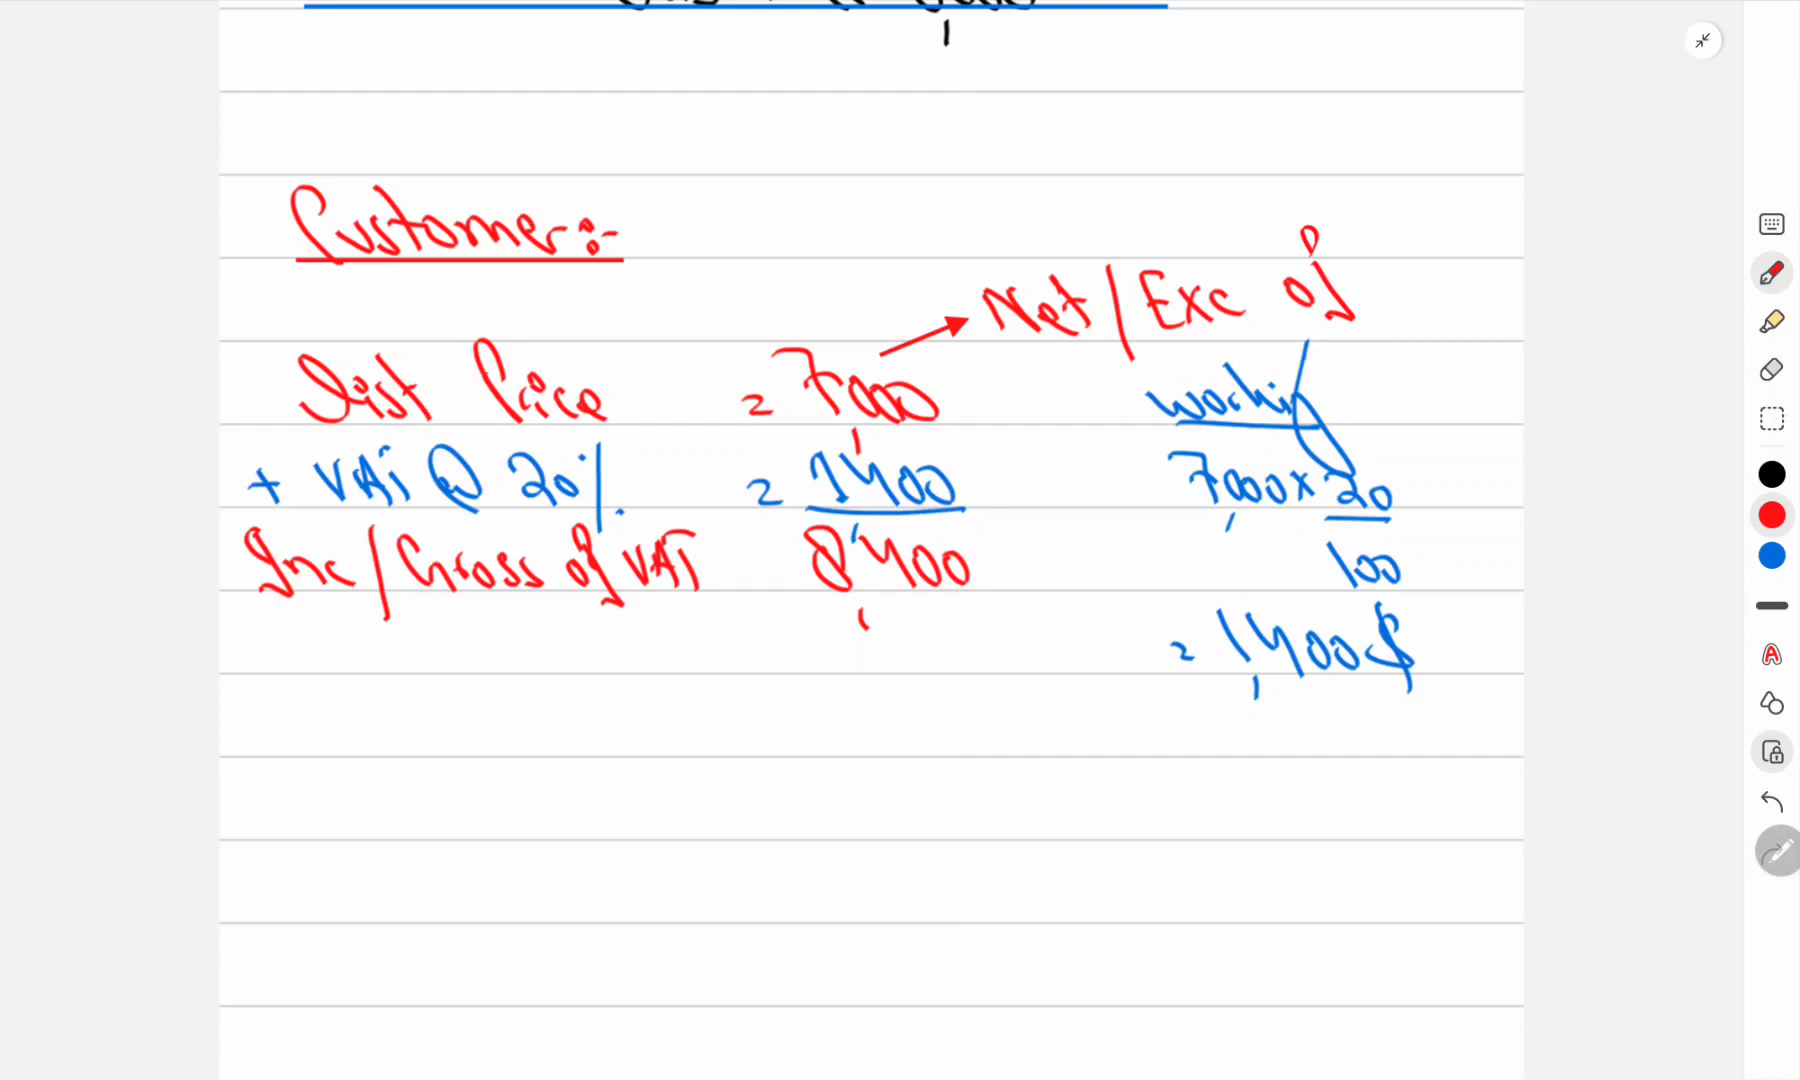 Customer:-
Net/Exc of
List Price = 7,000
working
+ VAT @ 20% = 1,400
7,000 x 20
100
Inc/Gross of VAT 8,400
= 1,400$